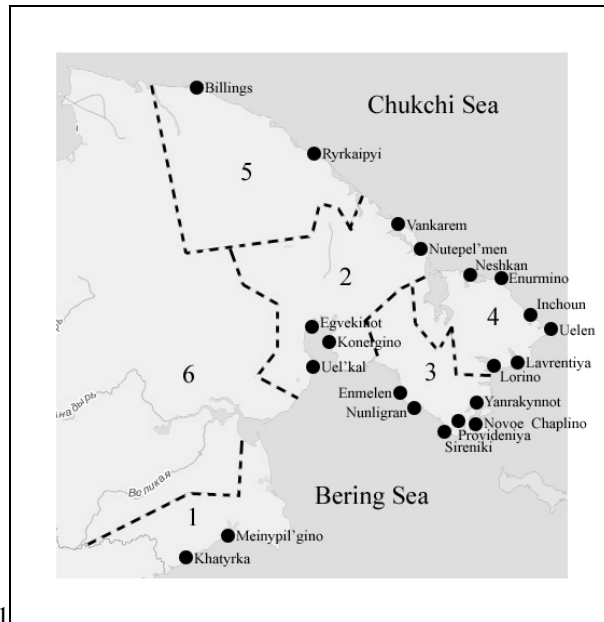 Billings
Chukchi Sea
Ryrkaipyi
5
Vankarem
Nutepel'men
2
Neshkan
Enurmino
Inchoun
4
Uelen
Egvekinot
Konergino
Uel'kal
6
3
Lavrentiya
Lorino
Enmelen
Yanrakynnot
Nunligran
Novoe Chaplino
Provideniya
Sireniki
надырь
Великая
Bering Sea
1
Meinypil'gino
Khatyrka
1